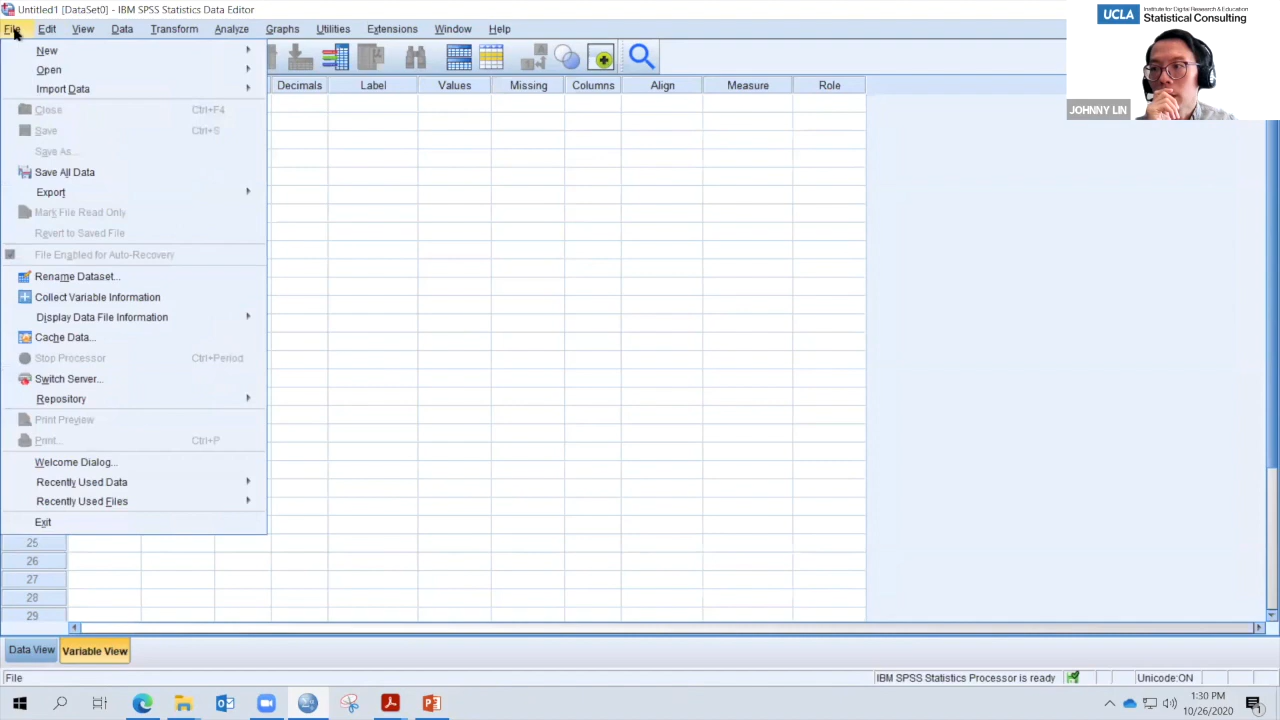 Untitled1 [DataSet0] - IBM SPSS Statistics Data Editor
File Edit View Data Transform Analyze Graphs Utilities Extensions Window Help
UCLA Institute for Digital Research & Education
Statistical Consulting
JOHNNY LIN
Decimals Label Values Missing Columns Align Measure Role
New
Open
Import Data
Close Ctrl+F4
Save Ctrl+S
Save As...
Save All Data
Export
Mark File Read Only
Revert to Saved File
File Enabled for Auto-Recovery
Rename Dataset...
Collect Variable Information
Display Data File Information
Cache Data...
Stop Processor Ctrl+Period
Switch Server...
Repository
Print Preview
Print... Ctrl+P
Welcome Dialog...
Recently Used Data
Recently Used Files
Exit
25
26
27
28
29
Data View Variable View
File IBM SPSS Statistics Processor is ready Unicode:ON
1:30 PM
10/26/2020
1